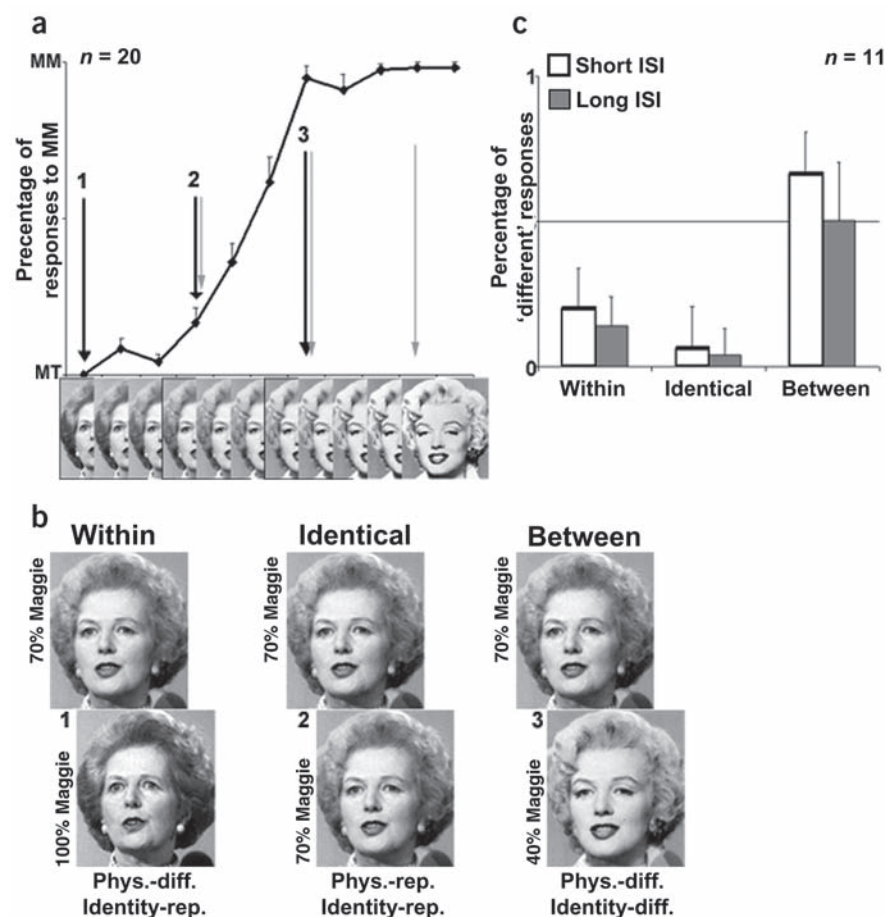 a
MM
n = 20
Precentage of
responses to MM
1
2
3
MT
c
n = 11
1
Short ISI
Long ISI
Percent of
'different' responses
0
Within
Identical
Between
b
Within
Identical
Between
70% Maggie
70% Maggie
70% Maggie
1
2
3
100% Maggie
70% Maggie
40% Maggie
Phys.-diff.
Identity-rep.
Phys.-rep.
Identity-rep.
Phys.-diff.
Identity-diff.